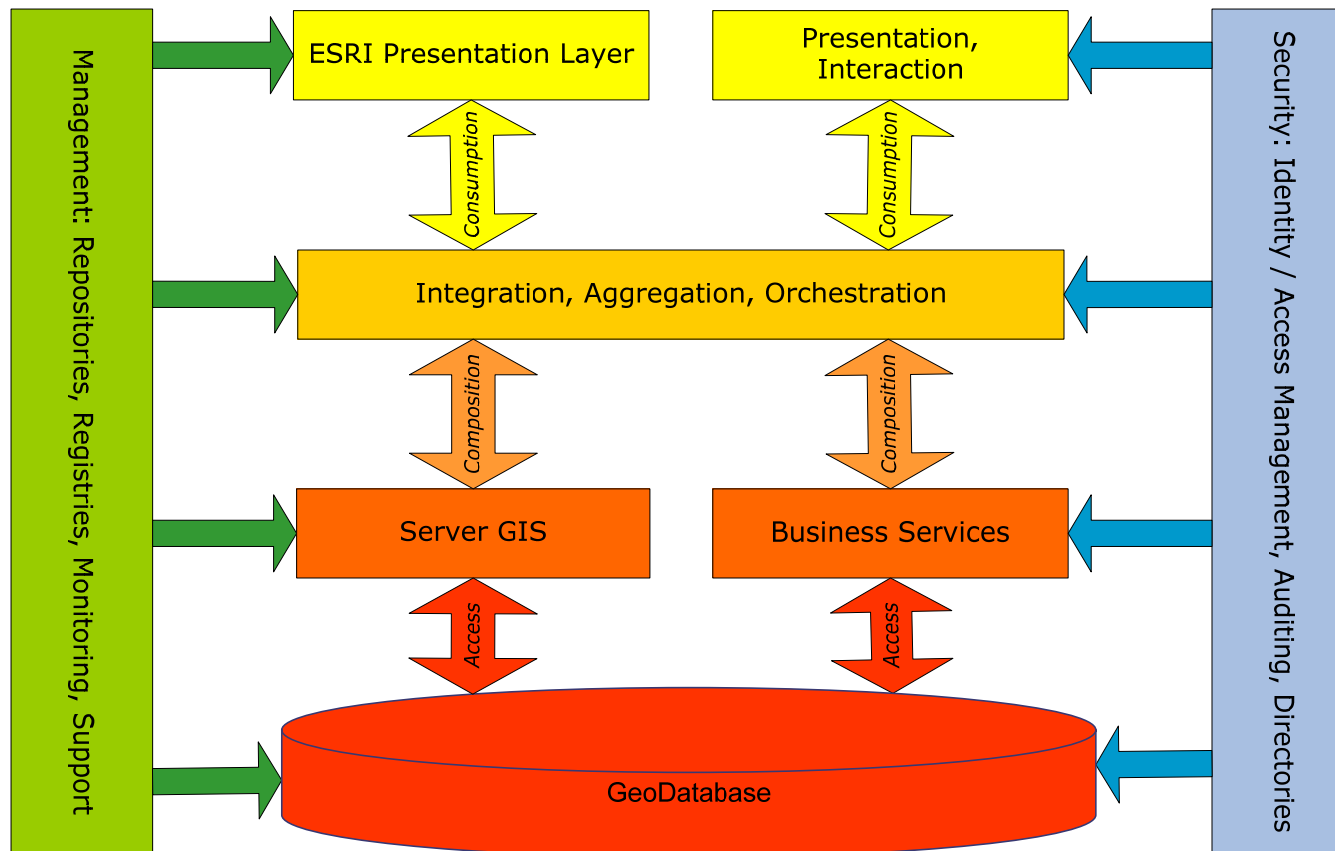 Management: Repositories, Registries, Monitoring, Support
ESRI Presentation Layer
Presentation,
Interaction
Security: Identity / Access Management, Auditing, Directories
Consumption
Consumption
Integration, Aggregation, Orchestration
Composition
Composition
Server GIS
Business Services
Access
Access
GeoDatabase